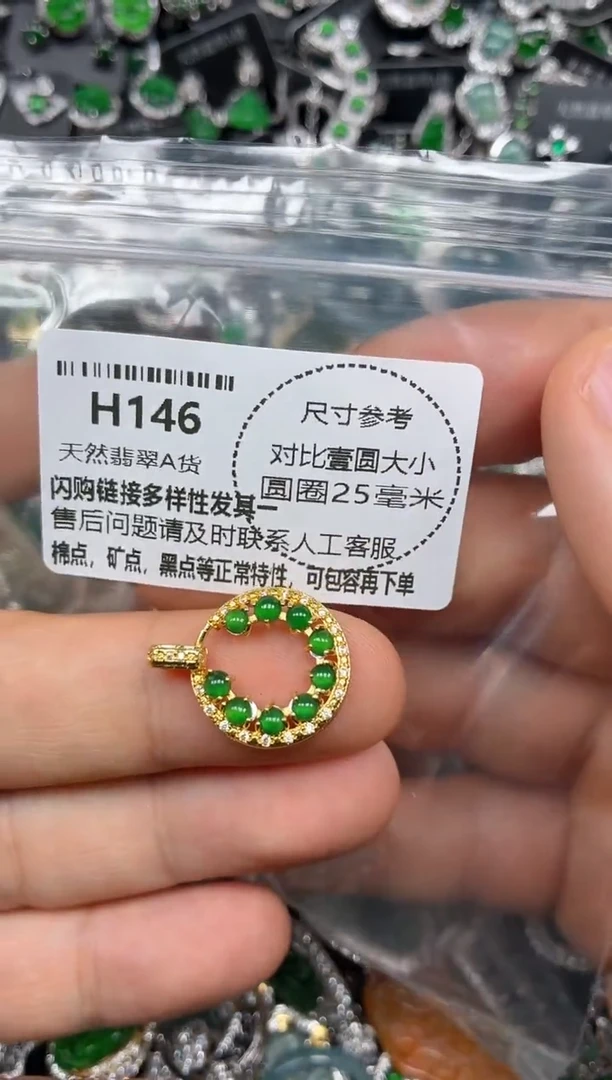 H146
天然翡翠A货
闪购链接多样性发其一
售后问题请及时联系人工客服
棉点，矿点，黑点等正常特性，可包容再下单
尺寸参考
对比壹圆大小
圆圈25毫米